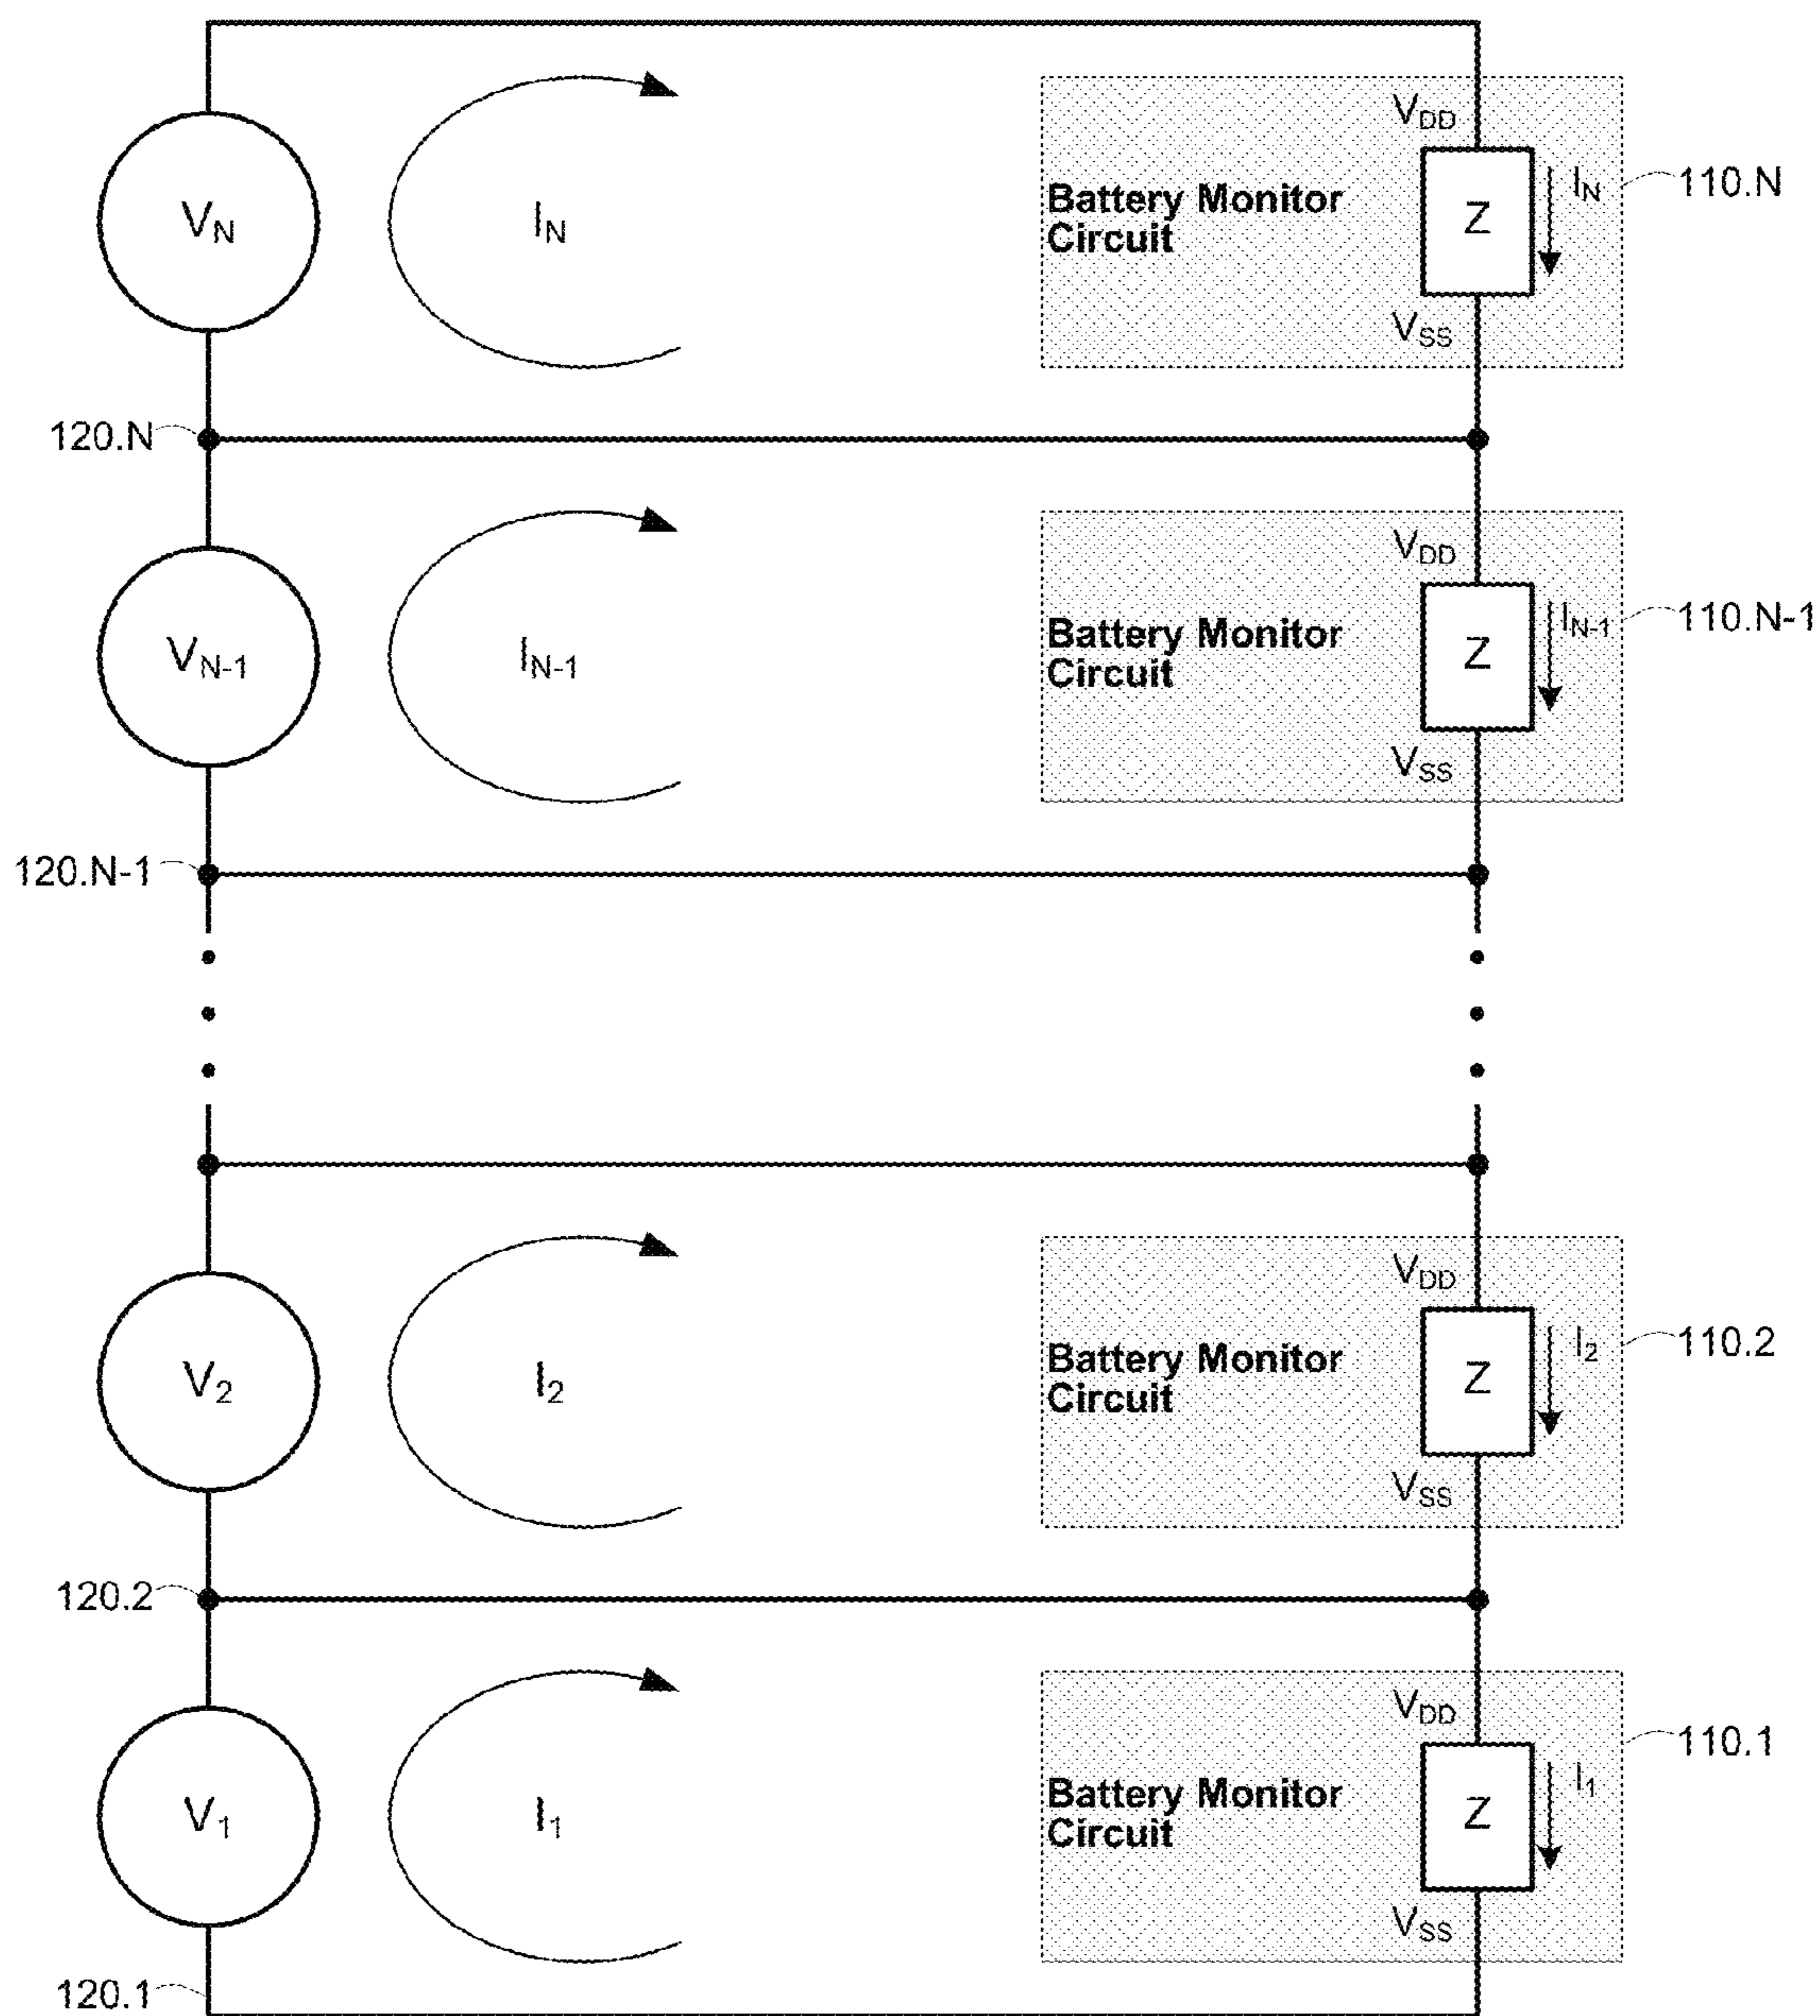 V_DD
Battery Monitor
Circuit
V_N
I_N
Z
I_N
110.N
V_SS
120.N
V_DD
Battery Monitor
Circuit
V_N-1
I_N-1
Z
I_N-1
110.N-1
V_SS
120.N-1
V_DD
Battery Monitor
Circuit
V_2
I_2
Z
I_2
110.2
V_SS
120.2
V_DD
Battery Monitor
Circuit
V_1
I_1
Z
I_1
110.1
V_SS
120.1